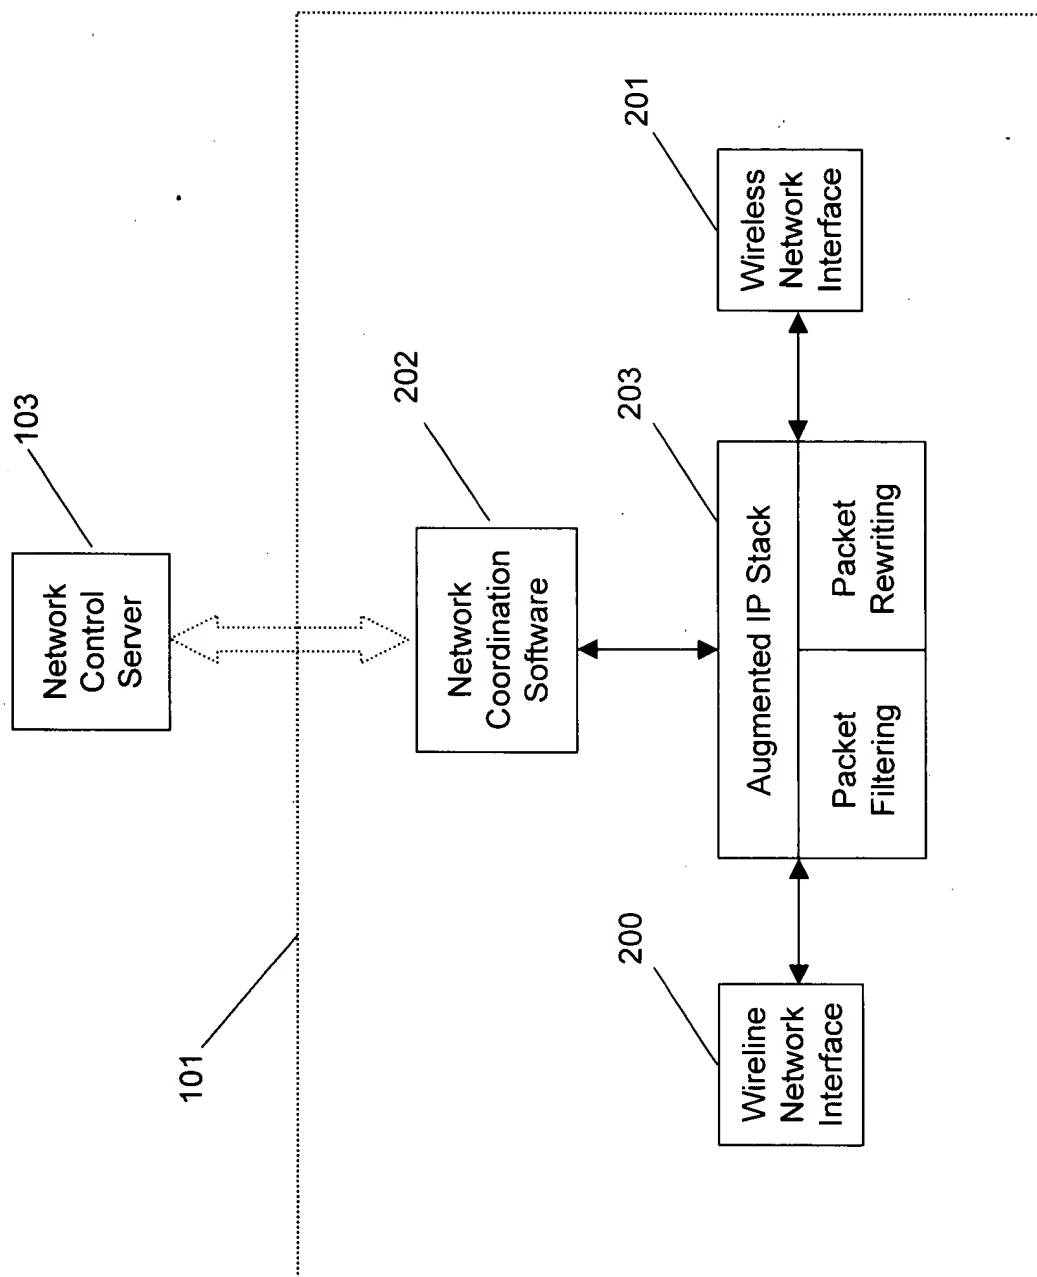 103
Network
Control
Server
101
202
Network
Coordination
Software
200
203
201
Wireline
Network
Interface
Augmented IP Stack
Packet
Filtering
Packet
Rewriting
Wireless
Network
Interface